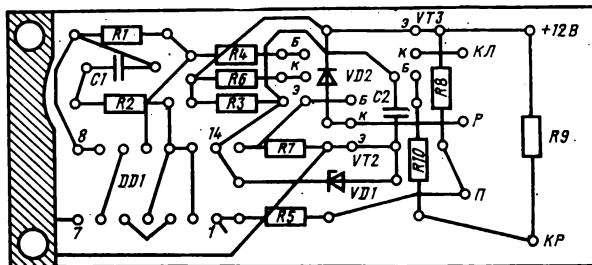 Э VT3
+12В
R1
R4
Б
К
КЛ
C1
R6
К
VD2
Б
R8
R2
R3
Э
Б
C2
К
Р
R9
8
14
R7
Э
R10
VT2
DD1
VD1
П
7
1
R5
КР